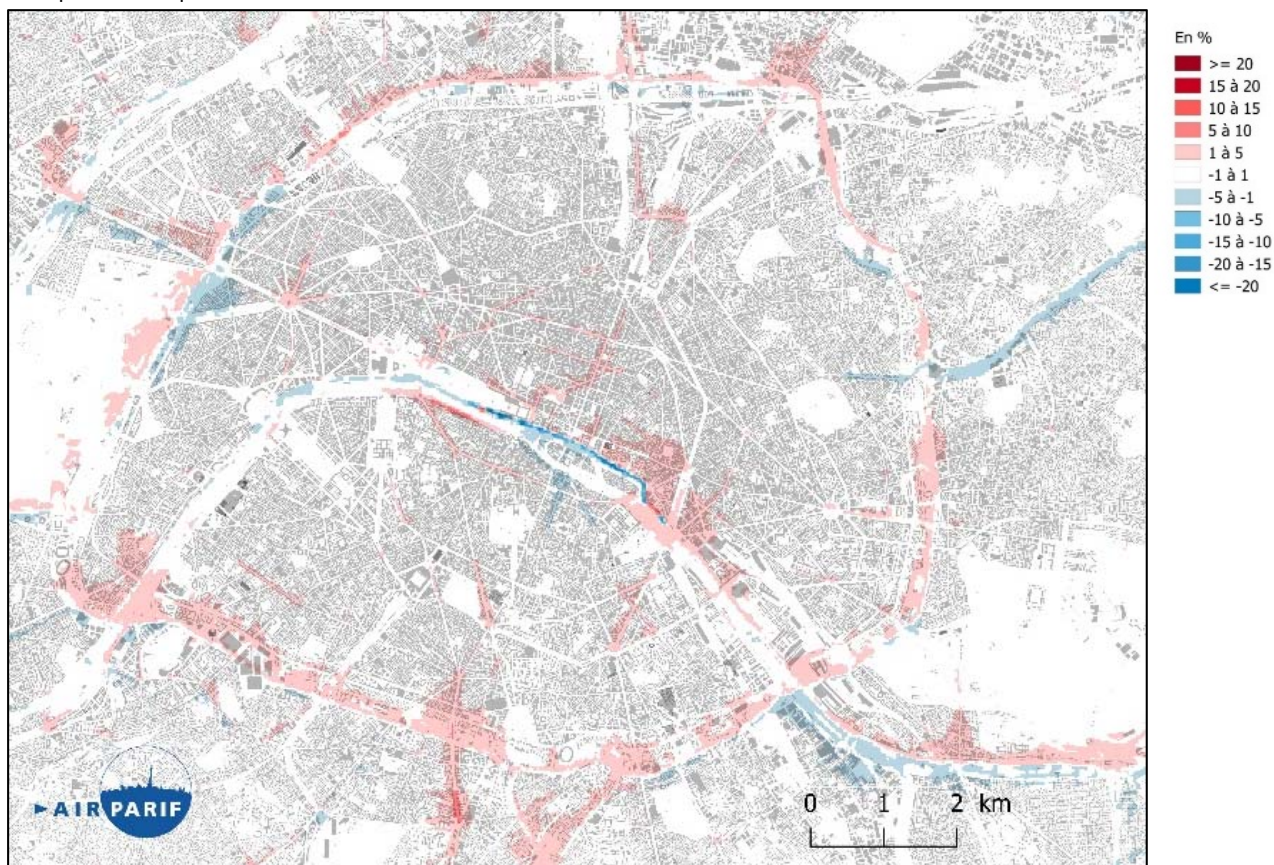 En %
>= 20
15 à 20
10 à 15
5 à 10
1 à 5
-1 à 1
-5 à -1
-10 à -5
-15 à -10
-20 à -15
<= -20
AIRPARIF
0 1 2 km